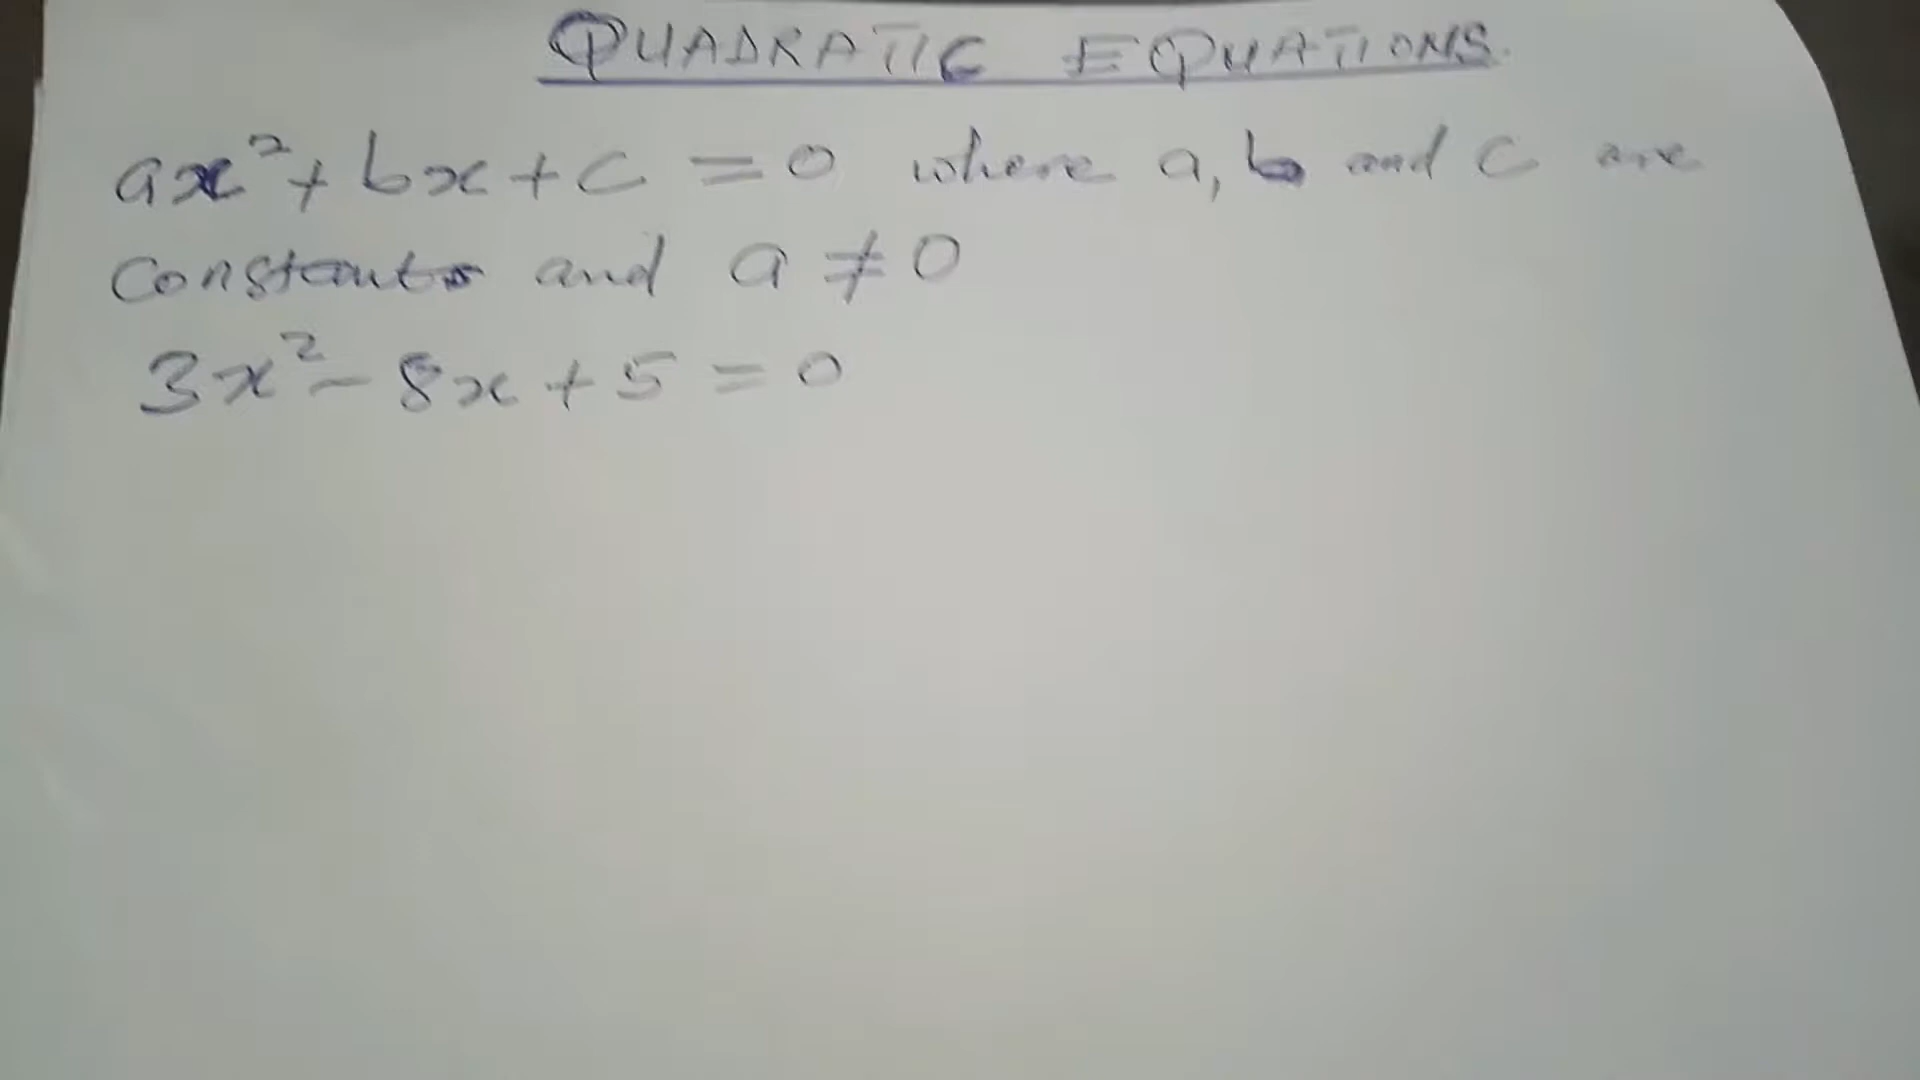 QUADRATIC EQUATIONS.
ax² + bx + c = 0 where a, b and c are
constants and a ≠ 0
3x² - 8x + 5 = 0